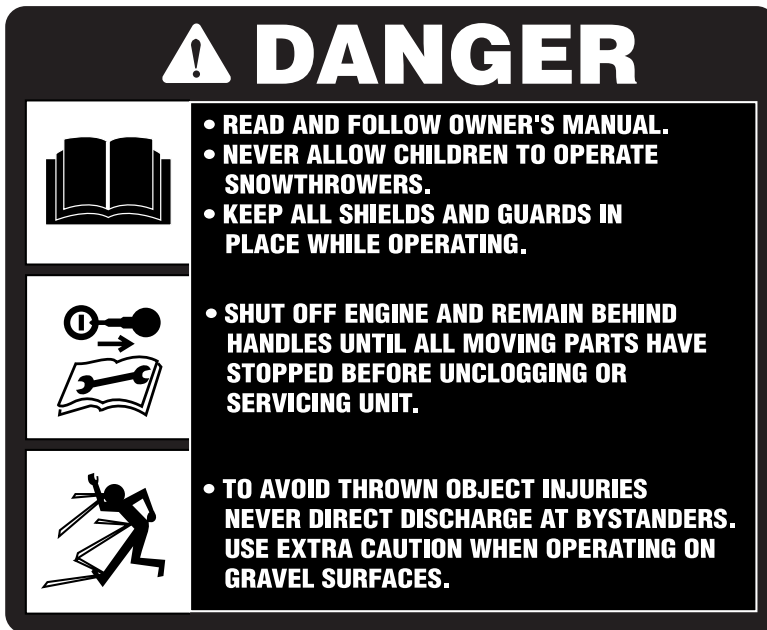 DANGER
• READ AND FOLLOW OWNER'S MANUAL.
• NEVER ALLOW CHILDREN TO OPERATE
SNOWTHROWERS.
• KEEP ALL SHIELDS AND GUARDS IN
PLACE WHILE OPERATING.
• SHUT OFF ENGINE AND REMAIN BEHIND
HANDLES UNTIL ALL MOVING PARTS HAVE
STOPPED BEFORE UNCLOGGING OR
SERVICING UNIT.
• TO AVOID THROWN OBJECT INJURIES
NEVER DIRECT DISCHARGE AT BYSTANDERS.
USE EXTRA CAUTION WHEN OPERATING ON
GRAVEL SURFACES.